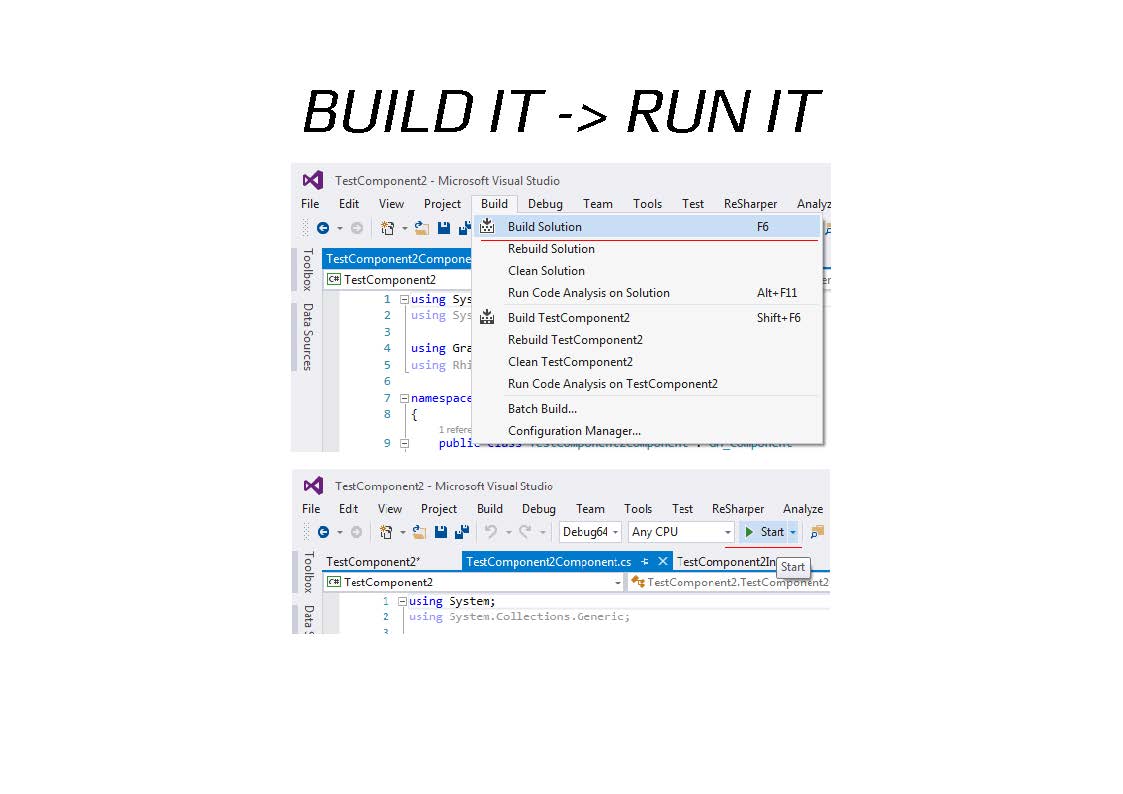 BUILD IT -> RUN IT
TestComponent2 - Microsoft Visual Studio
File Edit View Project Build Debug Team Tools Test ReSharper Analyz
Build Solution F6
Rebuild Solution
Clean Solution
Run Code Analysis on Solution Alt+F11
Build TestComponent2 Shift+F6
Rebuild TestComponent2
Clean TestComponent2
Run Code Analysis on TestComponent2
Batch Build...
Configuration Manager...
Toolbox
Data Sources
TestComponent2Compone
C# TestComponent2
1 using Sys
2 using Sys
3
4 using Gra
5 using Rhi
6
7 namespace
8 {
1 refere
9 public class TestComponent2Component : GH_Component
TestComponent2 - Microsoft Visual Studio
File Edit View Project Build Debug Team Tools Test ReSharper Analyze
Debug64 Any CPU Start
Toolbox
Data S
TestComponent2* TestComponent2Component.cs TestComponent2In
Start
C# TestComponent2 TestComponent2.TestComponent2
1 using System;
2 using System.Collections.Generic;
3